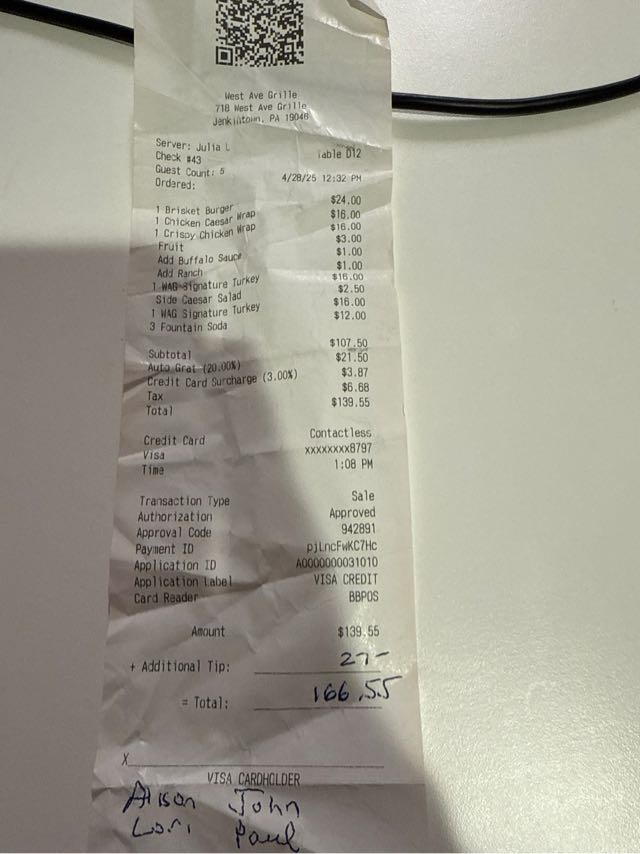 West Ave Grille
718 West Ave Grille
Jenkintown, PA 19046
Server: Julia L
Check #43 Table D12
Guest Count: 5
Ordered: 4/28/25 12:32 PM
1 Brisket Burger $24.00
1 Chicken Caesar Wrap $16.00
1 Crispy Chicken Wrap $16.00
Fruit $3.00
Add Buffalo Sauce $1.00
Add Ranch $1.00
1 WAG Signature Turkey $16.00
Side Caesar Salad $2.50
1 WAG Signature Turkey $16.00
3 Fountain Soda $12.00
Subtotal $107.50
Auto Grat (20.00%) $21.50
Credit Card Surcharge (3.00%) $3.87
Tax $6.68
Total $139.55
Credit Card Contactless
Visa xxxxxxxx8797
Time 1:08 PM
Transaction Type Sale
Authorization Approved
Approval Code 942891
Payment ID pjLncFwKC7Hc
Application ID A0000000031010
Application Label VISA CREDIT
Card Reader BBPOS
Amount $139.55
+ Additional Tip: 27-
= Total: 166.55
X
VISA CARDHOLDER
Alison John
Lori Paul